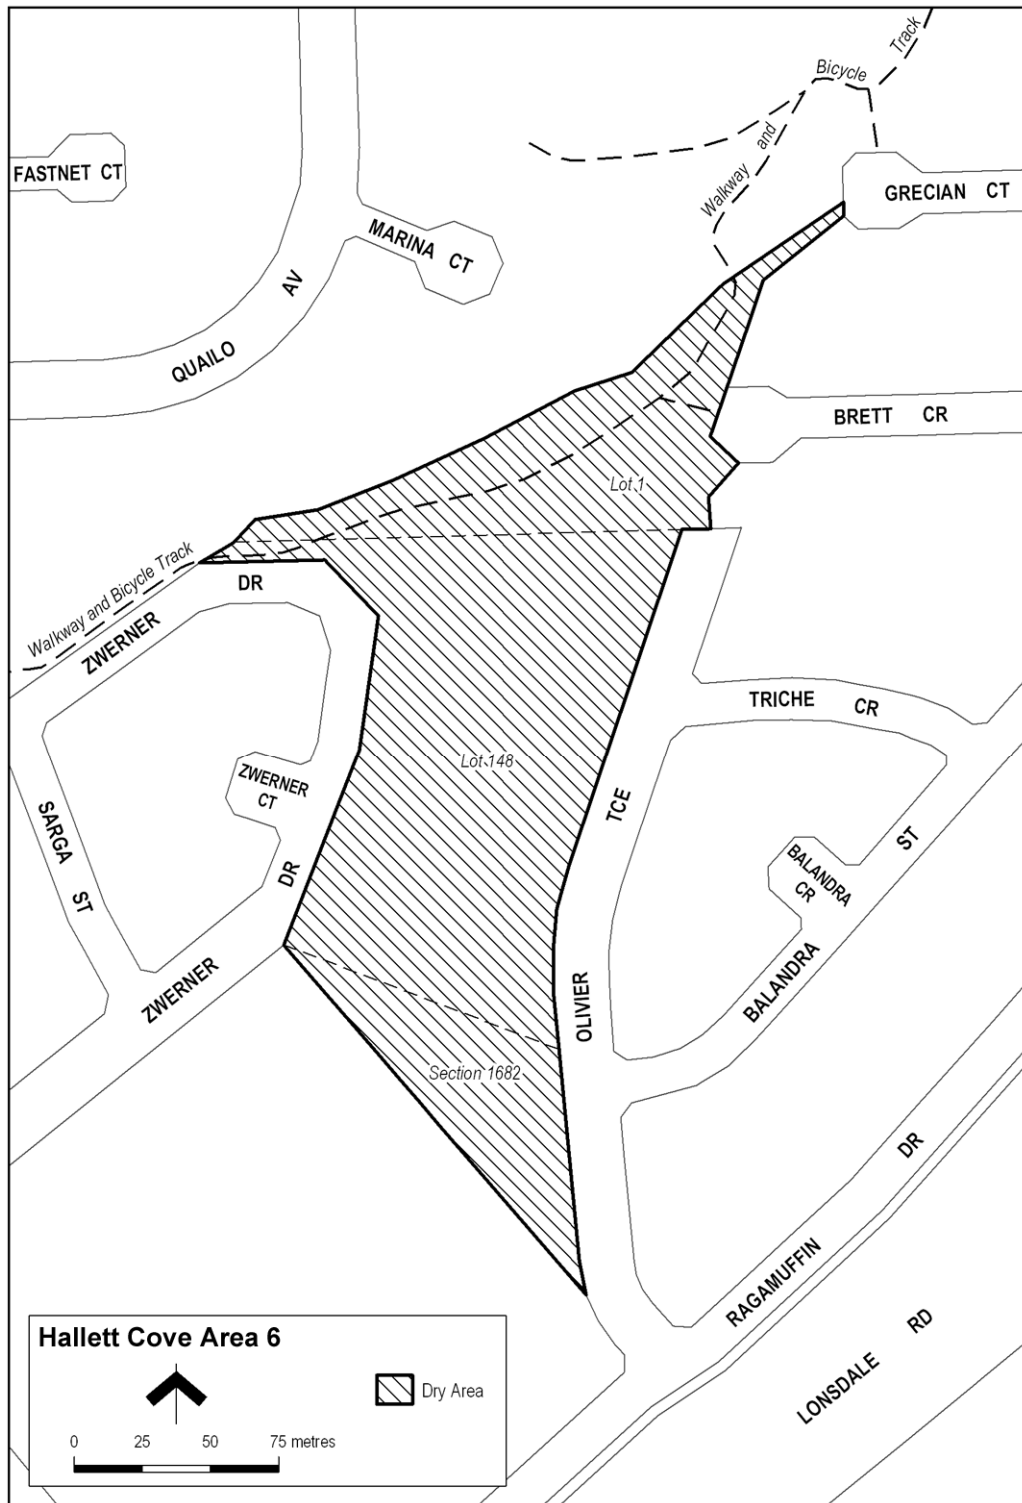 Track
Bicycle
and
Walkway
FASTNET CT
GRECIAN CT
MARINA CT
AV
QUAILO
BRETT CR
Lot 1
Walkway and Bicycle Track
DR
ZWERNER
TRICHE CR
Lot 148
ZWERNER
CT
TCE
SARGA ST
ST
BALANDRA
CR
DR
OLIVIER
BALANDRA
ZWERNER
Section 1682
DR
RAGAMUFFIN
LONSDALE RD
Hallett Cove Area 6
Dry Area
0 25 50 75 metres